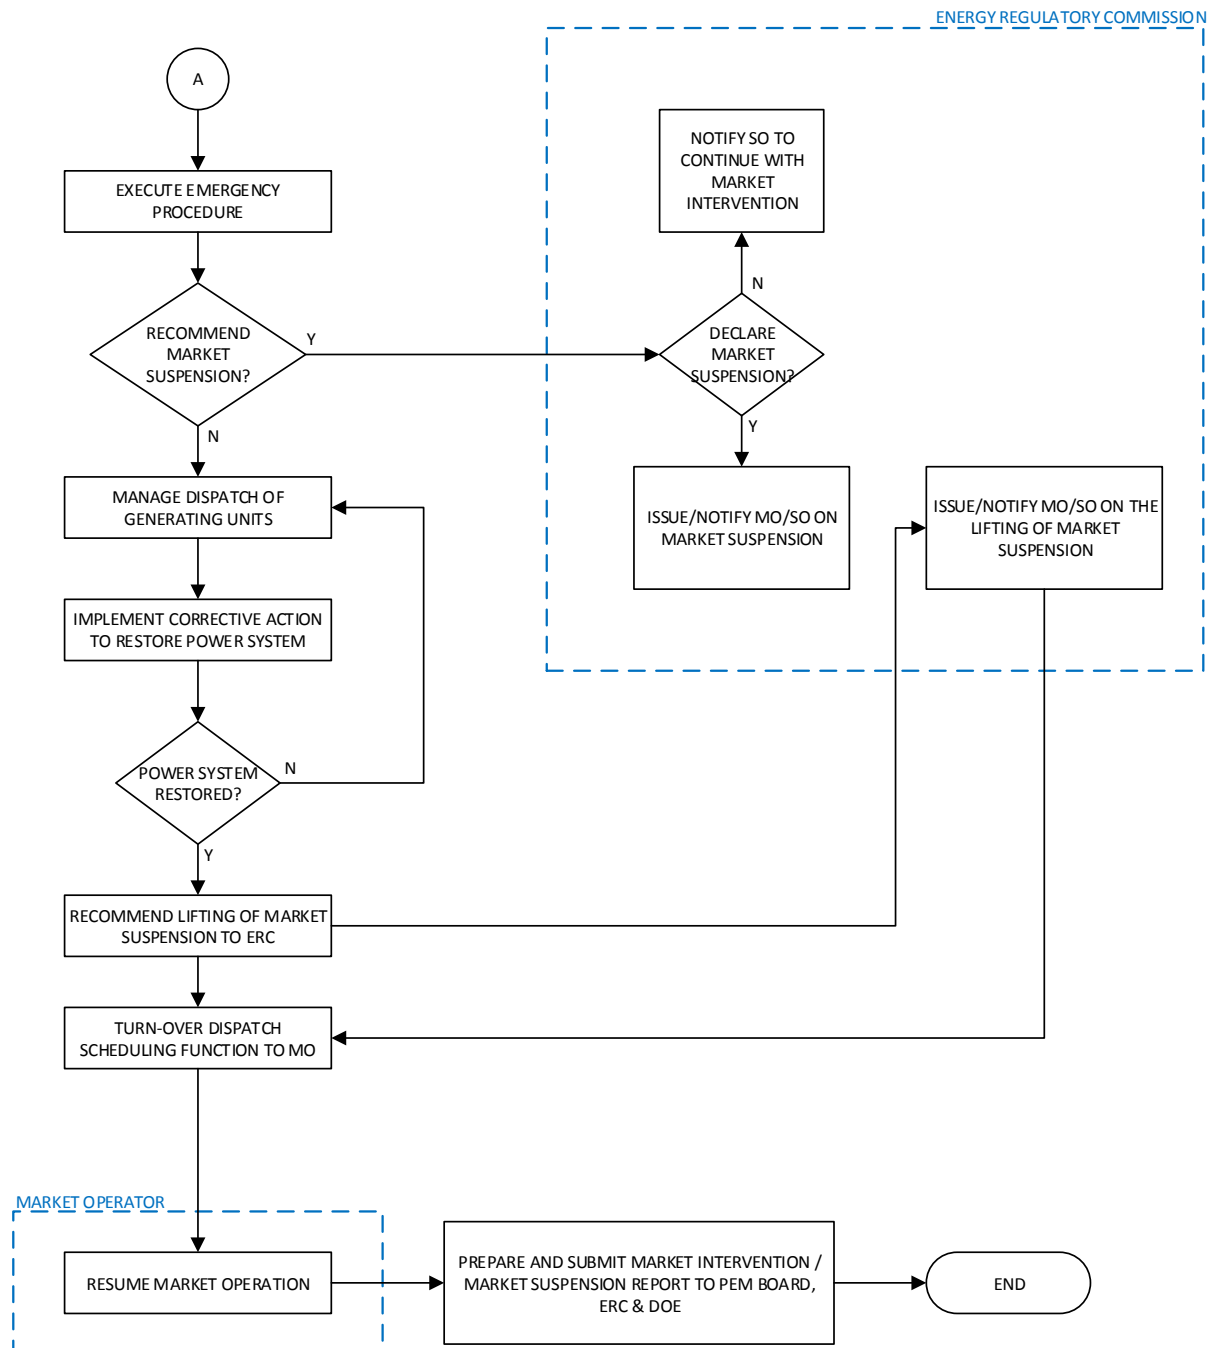 ENERGY REGULATORY COMMISSION
A
EXECUTE EMERGENCY
PROCEDURE
NOTIFY SO TO
CONTINUE WITH
MARKET
INTERVENTION
N
RECOMMEND
MARKET
SUSPENSION?
Y
DECLARE
MARKET
SUSPENSION?
N
Y
MANAGE DISPATCH OF
GENERATING UNITS
ISSUE/NOTIFY MO/SO ON
MARKET SUSPENSION
ISSUE/NOTIFY MO/SO ON THE
LIFTING OF MARKET
SUSPENSION
IMPLEMENT CORRECTIVE ACTION
TO RESTORE POWER SYSTEM
POWER SYSTEM
RESTORED?
N
Y
RECOMMEND LIFTING OF MARKET
SUSPENSION TO ERC
TURN-OVER DISPATCH
SCHEDULING FUNCTION TO MO
MARKET OPERATOR
RESUME MARKET OPERATION
PREPARE AND SUBMIT MARKET INTERVENTION /
MARKET SUSPENSION REPORT TO PEM BOARD,
ERC & DOE
END